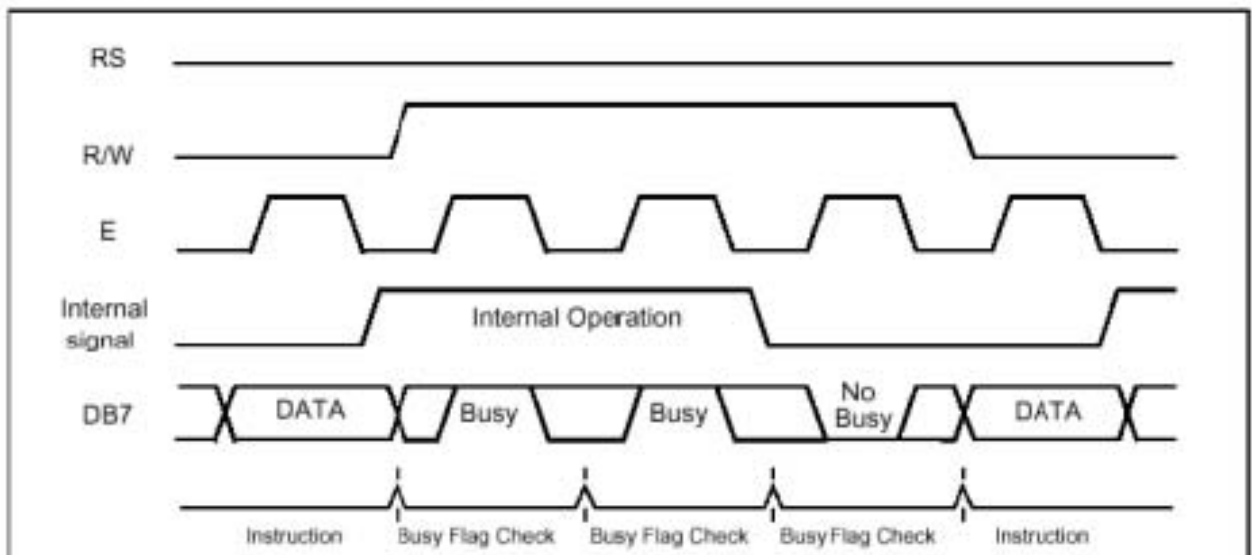 RS
R/W
E
Internal
signal
Internal Operation
DB7
DATA
Busy
Busy
No
Busy
DATA
Instruction
Busy Flag Check
Busy Flag Check
Busy Flag Check
Instruction